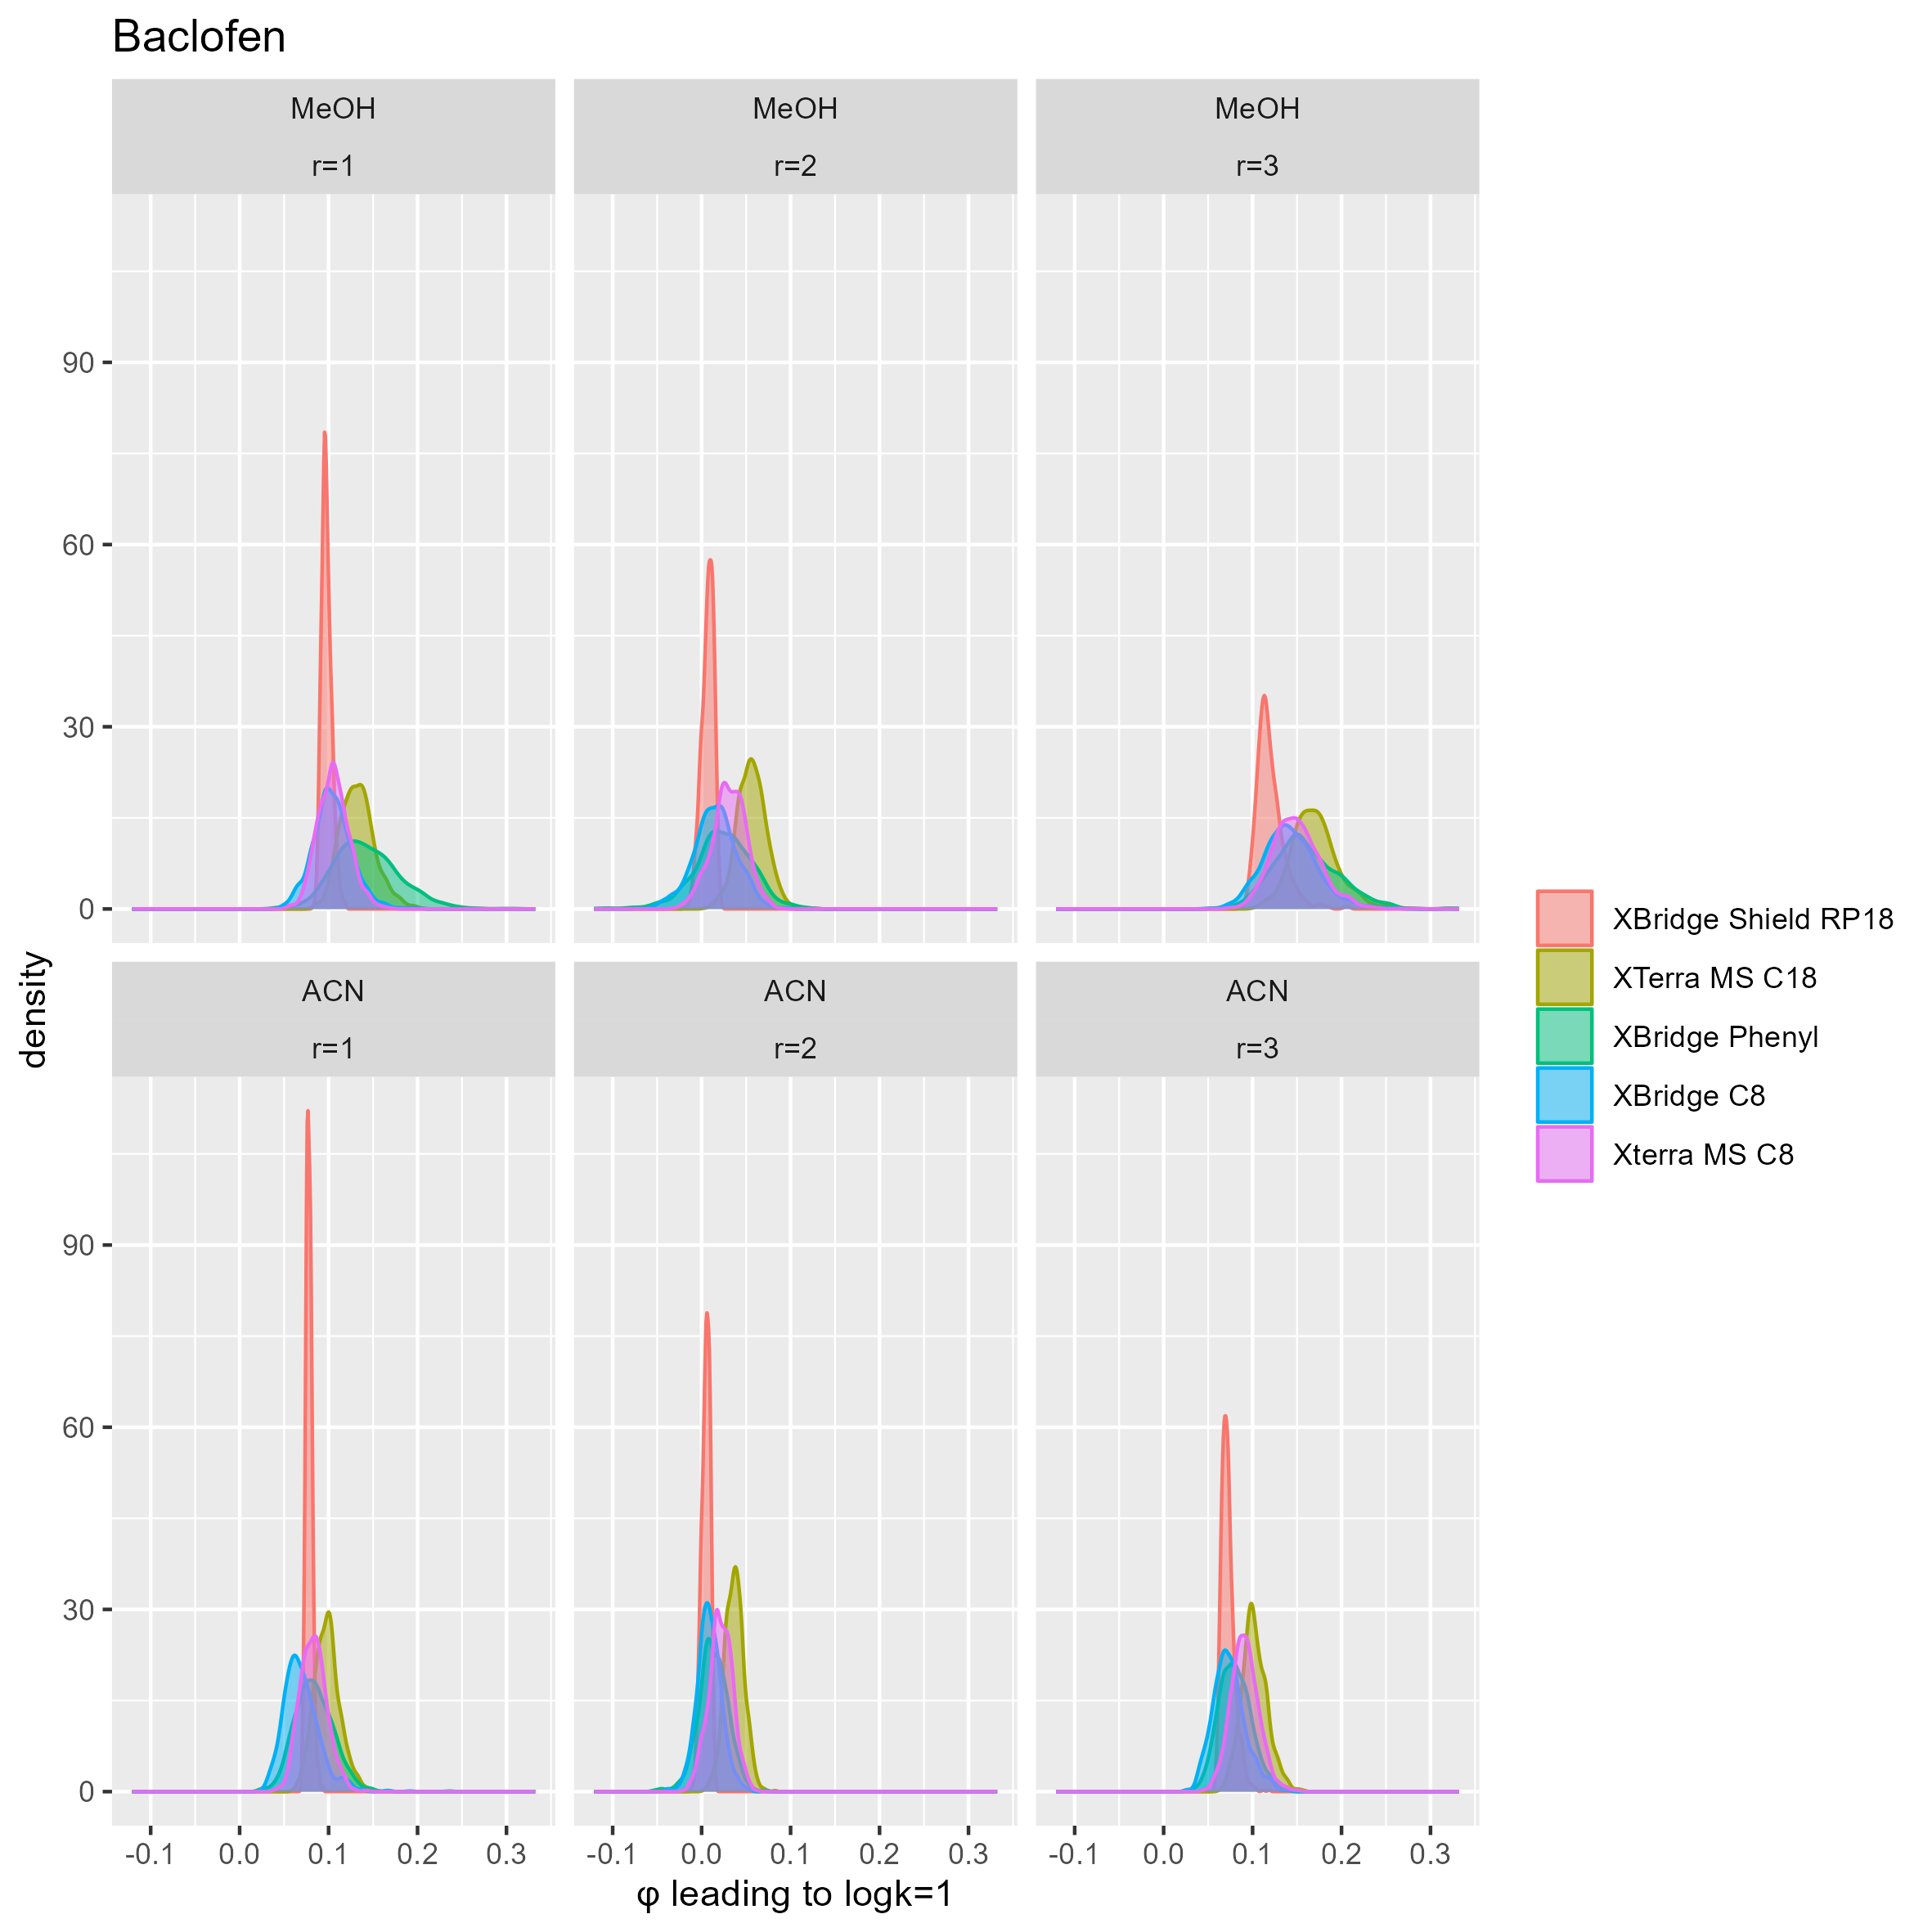 Baclofen
MeOH
r=1
MeOH
r=2
MeOH
r=3
90
60
30
0
density
ACN
r=1
ACN
r=2
ACN
r=3
90
60
30
0
-0.1 0.0 0.1 0.2 0.3
-0.1 0.0 0.1 0.2 0.3
-0.1 0.0 0.1 0.2 0.3
φ leading to logk=1
XBridge Shield RP18
XTerra MS C18
XBridge Phenyl
XBridge C8
Xterra MS C8